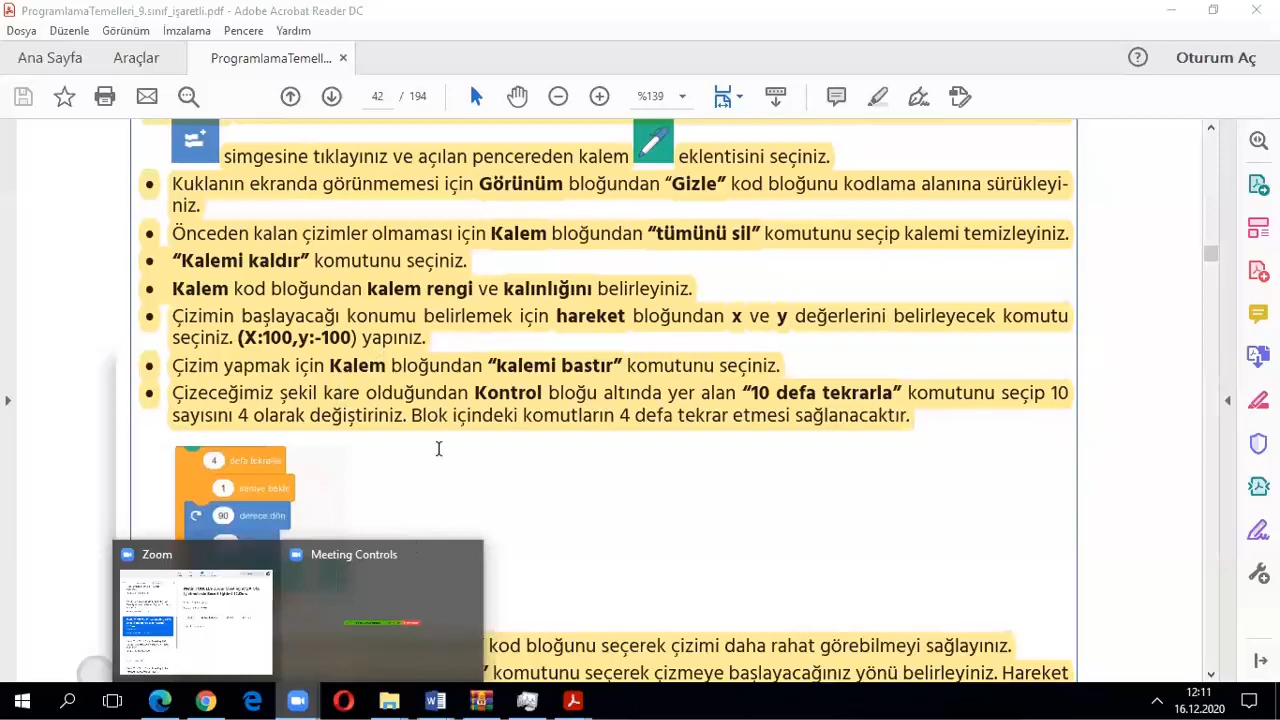 ProgramlamaTemelleri_9.sınıf_işaretli.pdf - Adobe Acrobat Reader DC
Dosya Düzenle Görünüm İmzalama Pencere Yardım
Ana Sayfa Araçlar ProgramlamaTemell... Oturum Aç
42 / 194 %139
simgesine tıklayınız ve açılan pencereden kalem eklentisini seçiniz.
• Kuklanın ekranda görünmemesi için Görünüm bloğundan “Gizle” kod bloğunu kodlama alanına sürükleyi-
niz.
• Önceden kalan çizimler olmaması için Kalem bloğundan “tümünü sil” komutunu seçip kalemi temizleyiniz.
• “Kalemi kaldır” komutunu seçiniz.
• Kalem kod bloğundan kalem rengi ve kalınlığını belirleyiniz.
• Çizimin başlayacağı konumu belirlemek için hareket bloğundan x ve y değerlerini belirleyecek komutu
seçiniz. (X:100,y:-100) yapınız.
• Çizim yapmak için Kalem bloğundan “kalemi bastır” komutunu seçiniz.
• Çizeceğimiz şekil kare olduğundan Kontrol bloğu altında yer alan “10 defa tekrarla” komutunu seçip 10
sayısını 4 olarak değiştiriniz. Blok içindeki komutların 4 defa tekrar etmesi sağlanacaktır.
4 defa tekrarla
1 saniye bekle
90 derece dön
Zoom Meeting Controls
kod bloğunu seçerek çizimi daha rahat görebilmeyi sağlayınız.
” komutunu seçerek çizmeye başlayacağınız yönü belirleyiniz. Hareket
12:11
16.12.2020